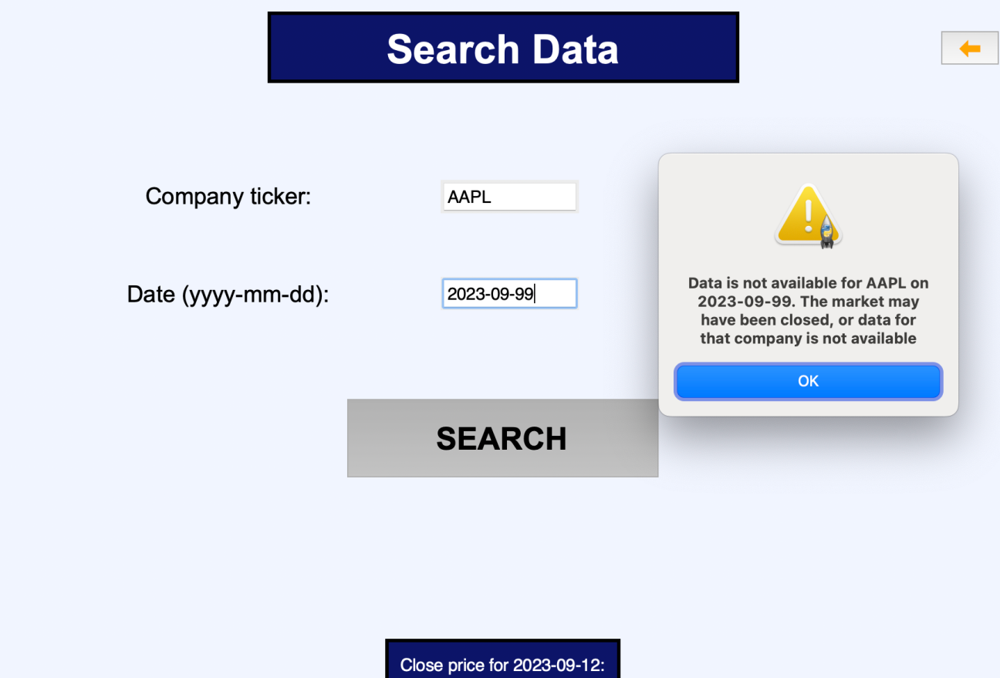 Search Data
Company ticker:
AAPL
Date (yyyy-mm-dd):
2023-09-99
Data is not available for AAPL on
2023-09-99. The market may
have been closed, or data for
that company is not available
OK
SEARCH
Close price for 2023-09-12: